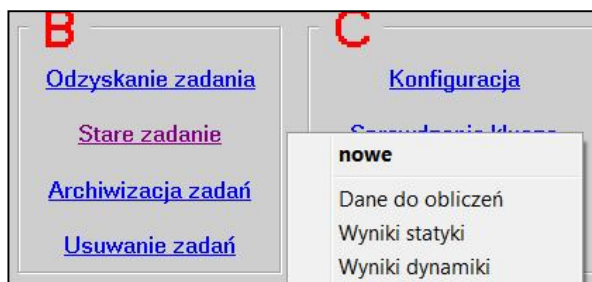 B
Odzyskanie zadania
Stare zadanie
Archiwizacja zadań
Usuwanie zadań
C
Konfiguracja
nowe
Dane do obliczeń
Wyniki statyki
Wyniki dynamiki